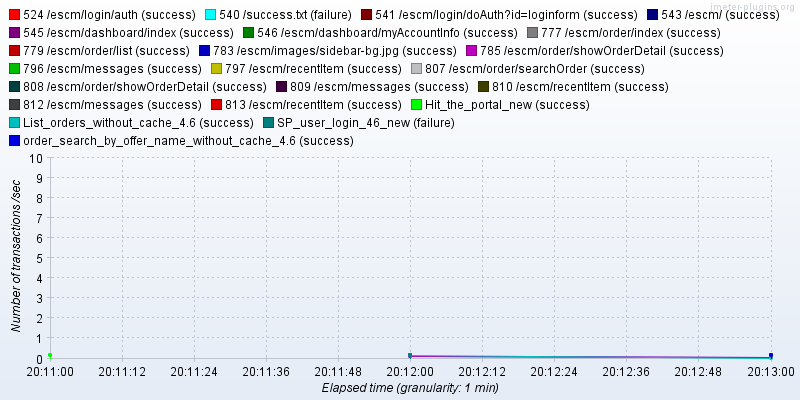 jmeter-plugins.org
524 /escm/login/auth (success) 540 /success.txt (failure) 541 /escm/login/doAuth?id=loginform (success) 543 /escm/ (success)
545 /escm/dashboard/index (success) 546 /escm/dashboard/myAccountInfo (success) 777 /escm/order/index (success)
779 /escm/order/list (success) 783 /escm/images/sidebar-bg.jpg (success) 785 /escm/order/showOrderDetail (success)
796 /escm/messages (success) 797 /escm/recentItem (success) 807 /escm/order/searchOrder (success)
808 /escm/order/showOrderDetail (success) 809 /escm/messages (success) 810 /escm/recentItem (success)
812 /escm/messages (success) 813 /escm/recentItem (success) Hit_the_portal_new (success)
List_orders_without_cache_4.6 (success) SP_user_login_46_new (failure)
order_search_by_offer_name_without_cache_4.6 (success)
Number of transactions /sec
10
9
8
7
6
5
4
3
2
1
0
20:11:00 20:11:12 20:11:24 20:11:36 20:11:48 20:12:00 20:12:12 20:12:24 20:12:36 20:12:48 20:13:00
Elapsed time (granularity: 1 min)